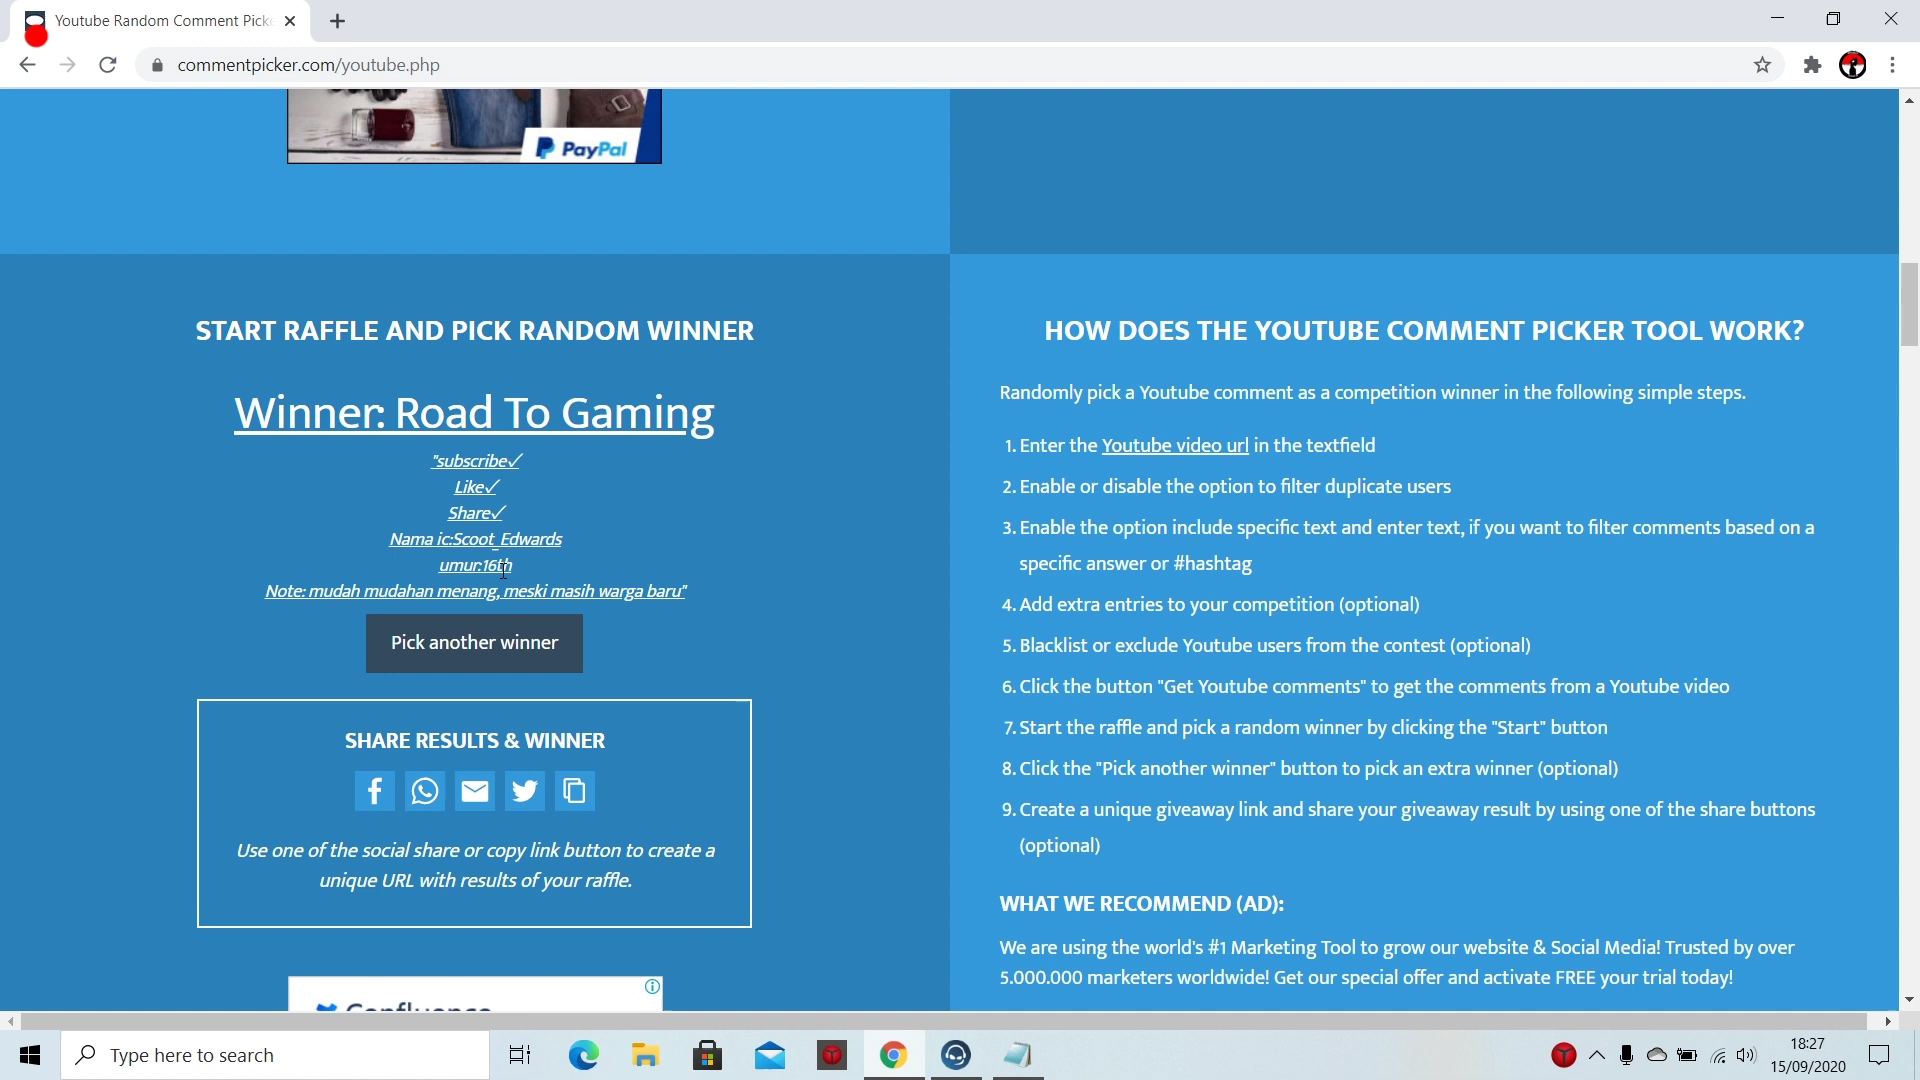 Youtube Random Comment Pick
commentpicker.com/youtube.php
PayPal
START RAFFLE AND PICK RANDOM WINNER
Winner: Road To Gaming
"subscribe✓
Like✓
Share✓
Nama ic:Scoot_Edwards
umur:16th
Note: mudah mudahan menang, meski masih warga baru"
Pick another winner
SHARE RESULTS & WINNER
Use one of the social share or copy link button to create a
unique URL with results of your raffle.
HOW DOES THE YOUTUBE COMMENT PICKER TOOL WORK?
Randomly pick a Youtube comment as a competition winner in the following simple steps.
1. Enter the Youtube video url in the textfield
2. Enable or disable the option to filter duplicate users
3. Enable the option include specific text and enter text, if you want to filter comments based on a
specific answer or #hashtag
4. Add extra entries to your competition (optional)
5. Blacklist or exclude Youtube users from the contest (optional)
6. Click the button "Get Youtube comments" to get the comments from a Youtube video
7. Start the raffle and pick a random winner by clicking the "Start" button
8. Click the "Pick another winner" button to pick an extra winner (optional)
9. Create a unique giveaway link and share your giveaway result by using one of the share buttons
(optional)
WHAT WE RECOMMEND (AD):
We are using the world's #1 Marketing Tool to grow our website & Social Media! Trusted by over
5.000.000 marketers worldwide! Get our special offer and activate FREE your trial today!
Confluence
Type here to search
18:27
15/09/2020